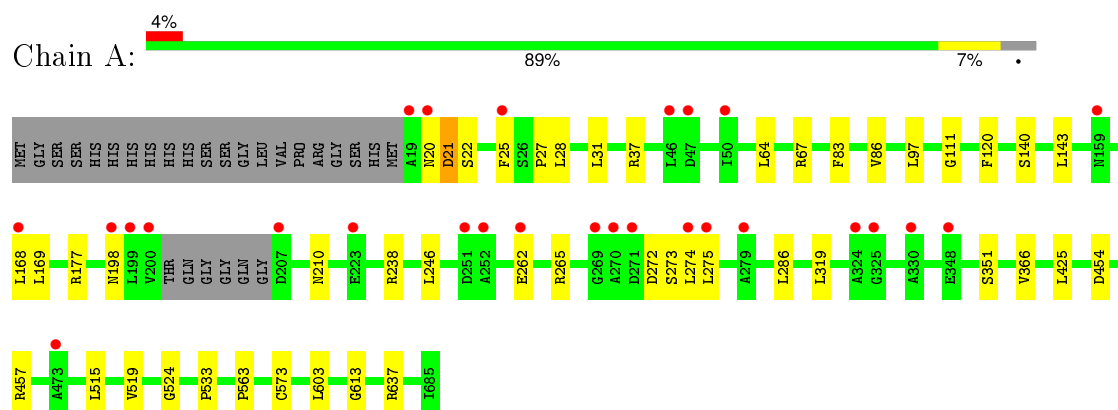 4%
Chain A:
89% 7% •
MET GLY SER SER HIS HIS HIS HIS HIS HIS SER SER GLY LEU VAL PRO ARG GLY SER HIS MET A19 N20 D21 S22 F25 S26 P27 L28 L31 R37 L46 D47 I50 L64 R67 F83 V86 L97 G111 F120 S140 L143 N159
L168 L169 R177 N198 L199 V200 THR GLN GLY GLY GLN GLY D207 N210 E223 R238 L246 D251 A252 E262 R265 G269 A270 D271 D272 S273 L274 L275 A279 L286 L319 A324 G325 A330 E348 S351 V366 L425 D454
R457 A473 L515 V519 G524 P533 P563 C573 L603 G613 R637 I685